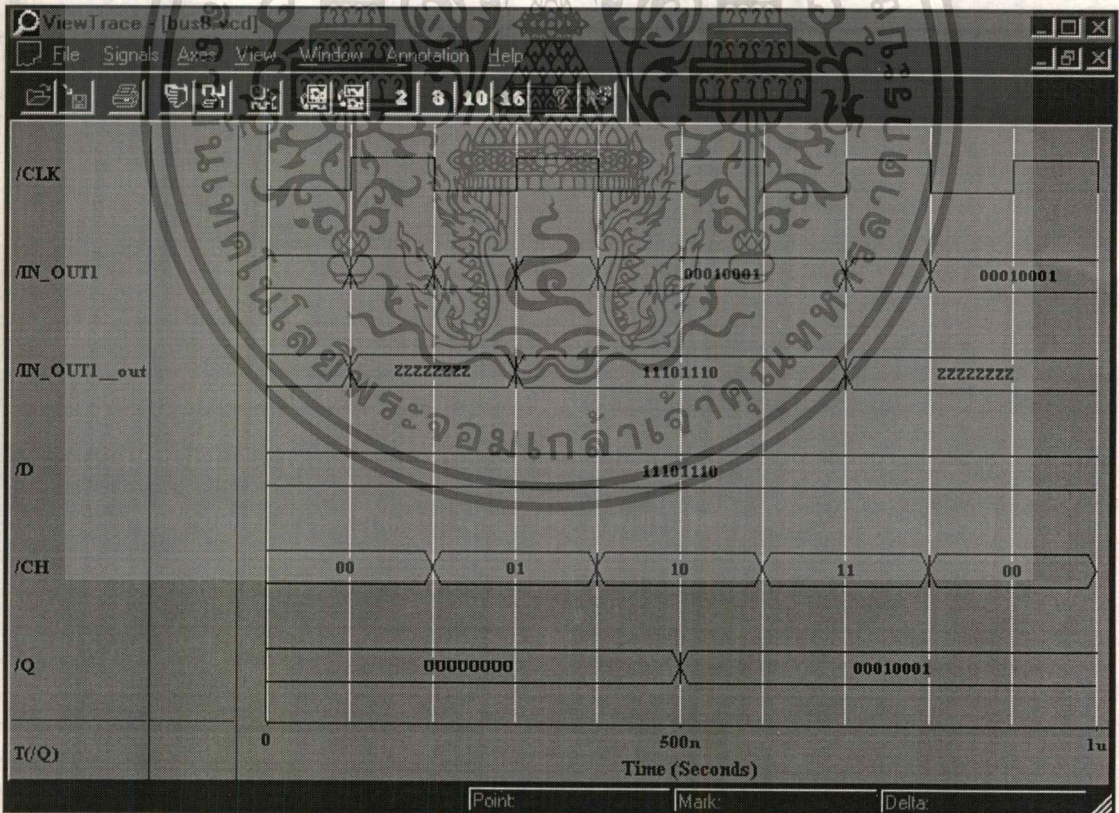 ViewTrace - [bus8.vcd]
File Signals Axes View Window Annotation Help
2 8 10 16
/CLK
/IN_OUT1 00010001 00010001
/IN_OUT1__out ZZZZZZZZ 11101110 ZZZZZZZZ
/D 11101110
/CH 00 01 10 11 00
/Q 00000000 00010001
T(/Q) 0 500n 1u
Time (Seconds)
Point: Mark: Delta: